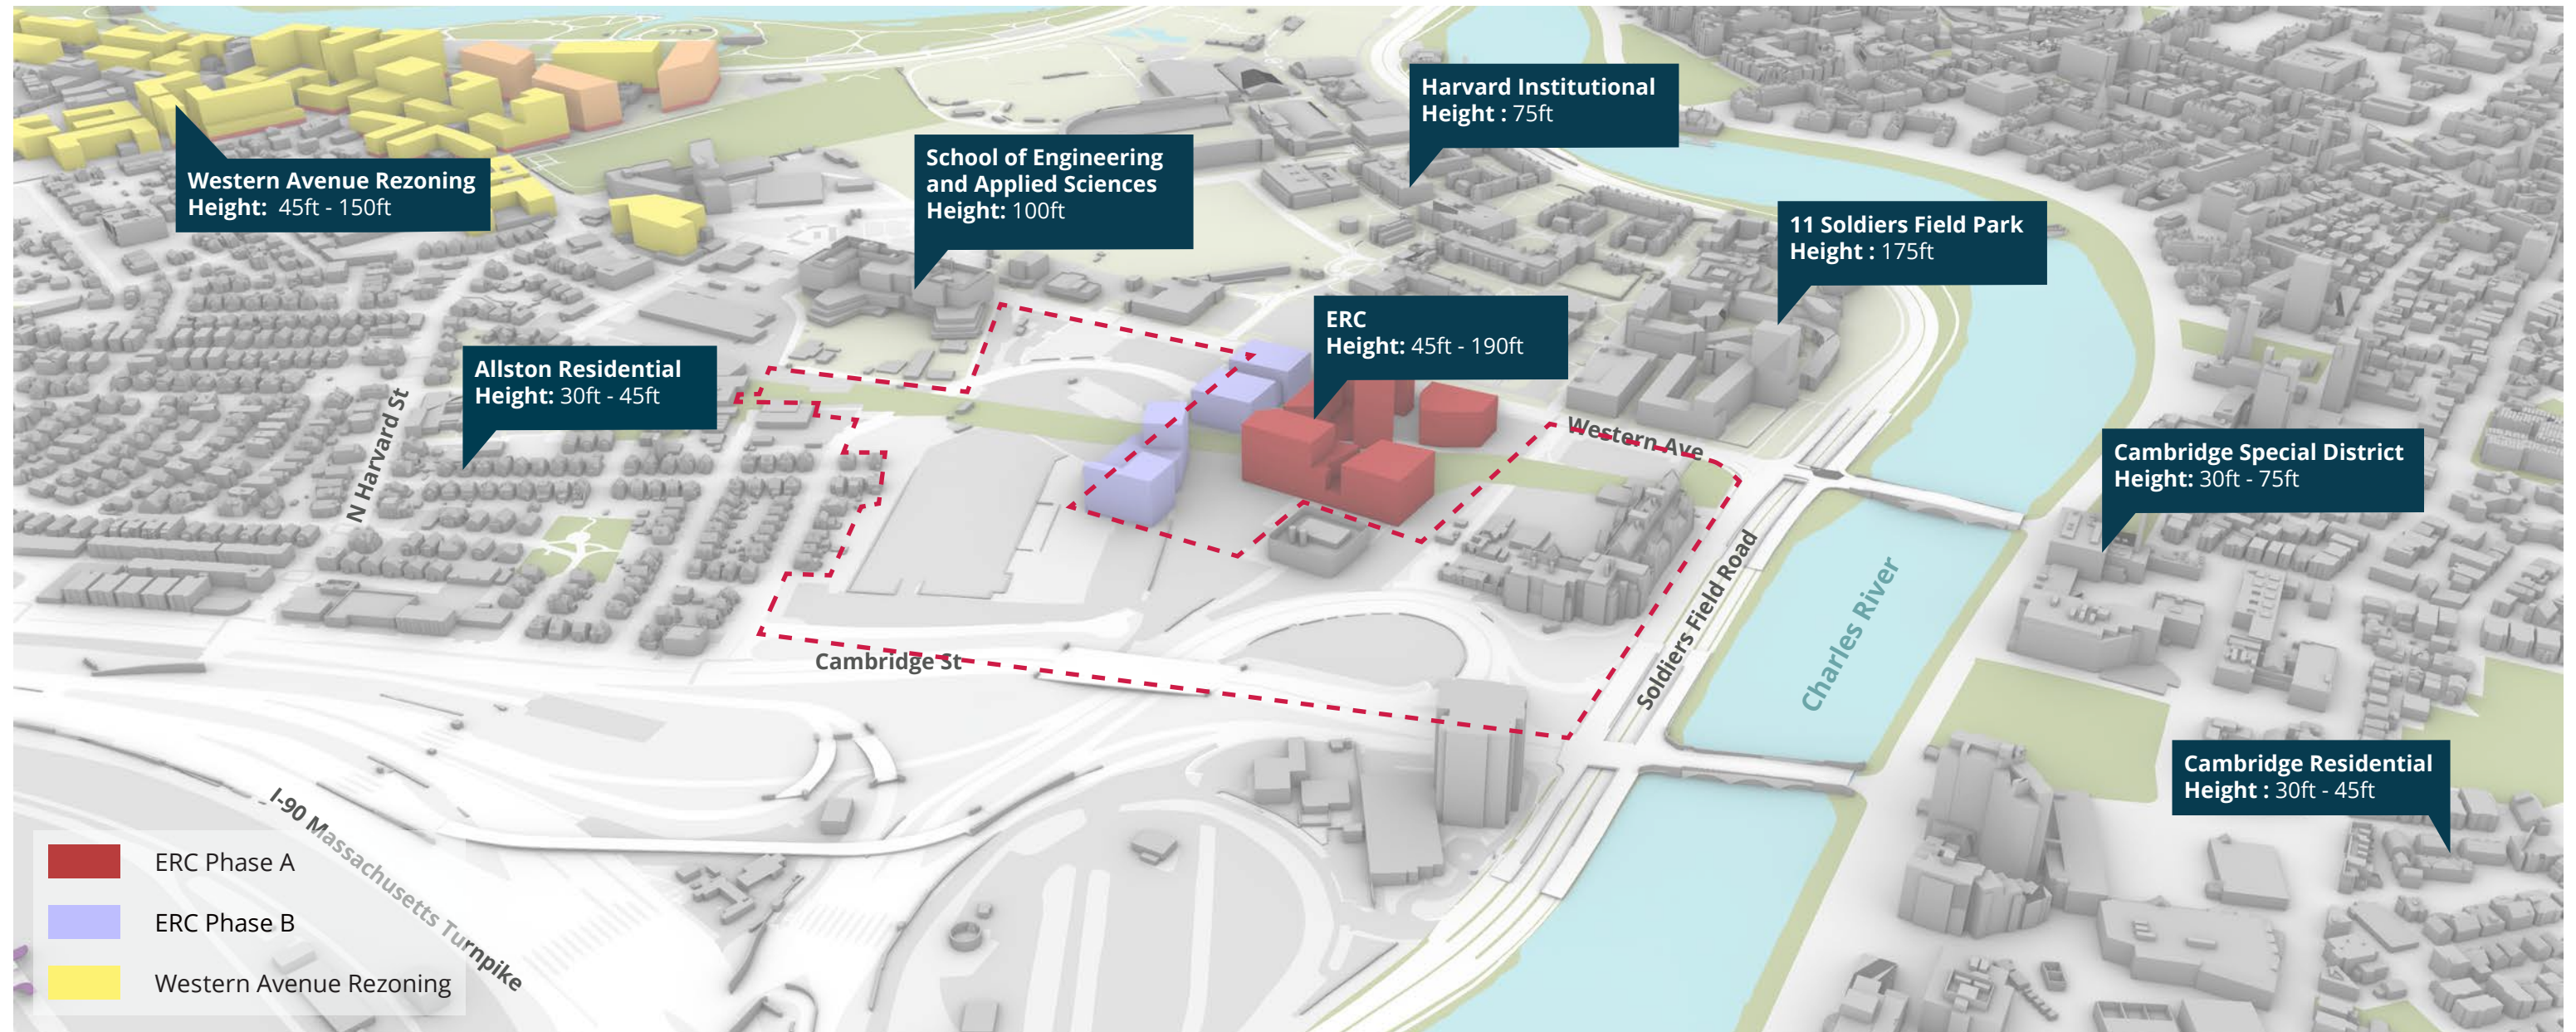 Western Avenue Rezoning
Height: 45ft - 150ft
School of Engineering
and Applied Sciences
Height: 100ft
Harvard Institutional
Height : 75ft
11 Soldiers Field Park
Height : 175ft
ERC
Height: 45ft - 190ft
Allston Residential
Height: 30ft - 45ft
N Harvard St
Western Ave
Cambridge Special District
Height: 30ft - 75ft
Soldiers Field Road
Charles River
Cambridge St
Cambridge Residential
Height : 30ft - 45ft
I-90 Massachusetts Turnpike
ERC Phase A
ERC Phase B
Western Avenue Rezoning